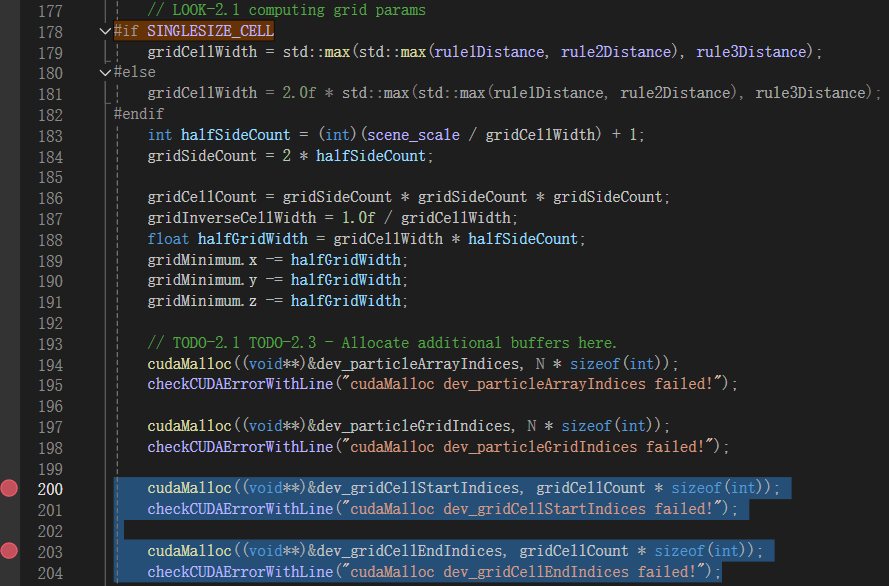 177 // LOOK-2.1 computing grid params
178 #if SINGLESIZE_CELL
179 gridCellWidth = std::max(std::max(rule1Distance, rule2Distance), rule3Distance);
180 #else
181 gridCellWidth = 2.0f * std::max(std::max(rule1Distance, rule2Distance), rule3Distance);
182 #endif
183 int halfSideCount = (int)(scene_scale / gridCellWidth) + 1;
184 gridSideCount = 2 * halfSideCount;
185
186 gridCellCount = gridSideCount * gridSideCount * gridSideCount;
187 gridInverseCellWidth = 1.0f / gridCellWidth;
188 float halfGridWidth = gridCellWidth * halfSideCount;
189 gridMinimum.x -= halfGridWidth;
190 gridMinimum.y -= halfGridWidth;
191 gridMinimum.z -= halfGridWidth;
192
193 // TODO-2.1 TODO-2.3 - Allocate additional buffers here.
194 cudaMalloc((void**)&dev_particleArrayIndices, N * sizeof(int));
195 checkCUDAErrorWithLine("cudaMalloc dev_particleArrayIndices failed!");
196
197 cudaMalloc((void**)&dev_particleGridIndices, N * sizeof(int));
198 checkCUDAErrorWithLine("cudaMalloc dev_particleGridIndices failed!");
199
200 cudaMalloc((void**)&dev_gridCellStartIndices, gridCellCount * sizeof(int));
201 checkCUDAErrorWithLine("cudaMalloc dev_gridCellStartIndices failed!");
202
203 cudaMalloc((void**)&dev_gridCellEndIndices, gridCellCount * sizeof(int));
204 checkCUDAErrorWithLine("cudaMalloc dev_gridCellEndIndices failed!");